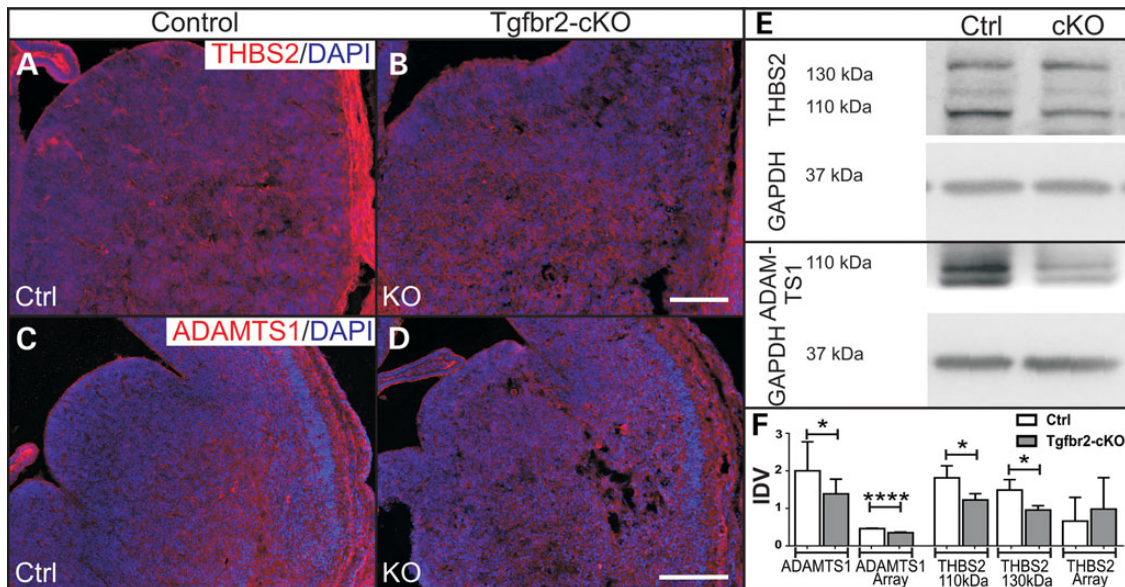 Control
Tgfbr2-cKO
A
THBS2/DAPI
Ctrl
B
KO
C
ADAMTS1/DAPI
Ctrl
D
KO
E
Ctrl
cKO
THBS2
130 kDa
110 kDa
GAPDH
37 kDa
ADAM-
TS1
110 kDa
GAPDH
37 kDa
F
Ctrl
Tgfbr2-cKO
IDV
3
2
1
0
*
****
*
*
ADAMTS1
ADAMTS1
Array
THBS2
110kDa
THBS2
130kDa
THBS2
Array